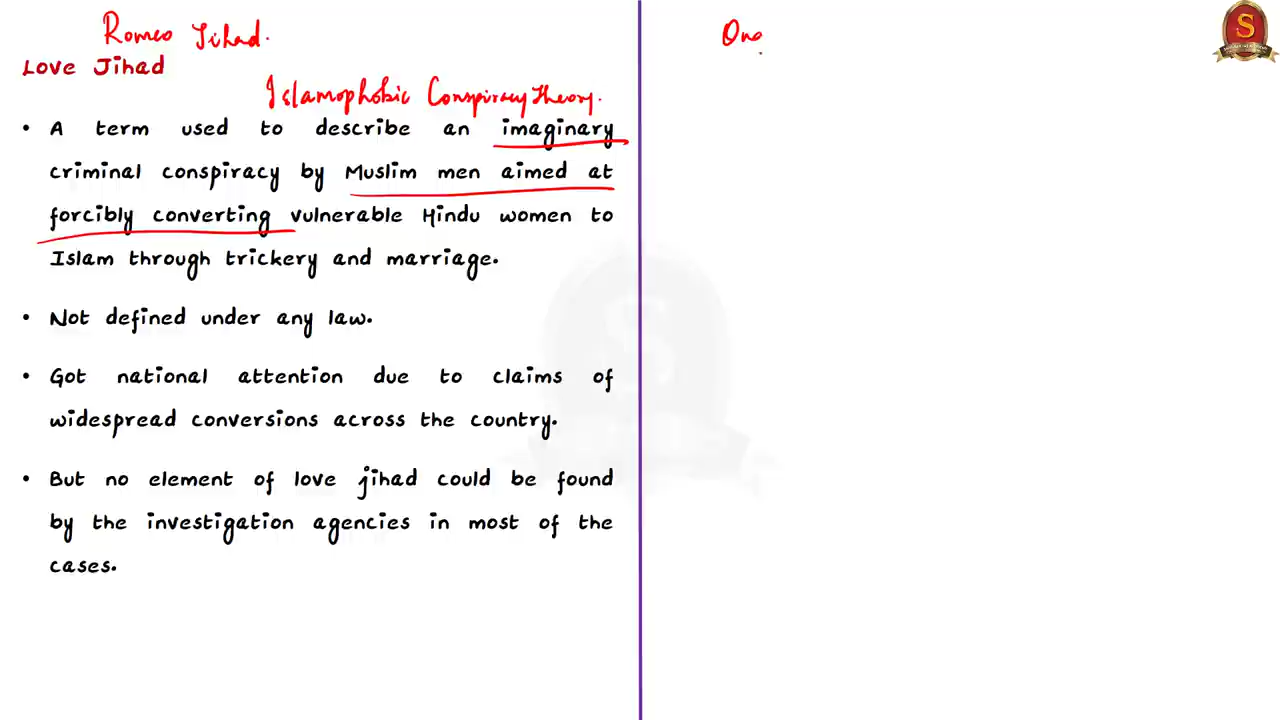 Romeo Jihad.
Love Jihad
Islamophobic Conspiracy Theory.
• A term used to describe an imaginary
criminal conspiracy by Muslim men aimed at
forcibly converting vulnerable Hindu women to
Islam through trickery and marriage.
• Not defined under any law.
• Got national attention due to claims of
widespread conversions across the country.
• But no element of love jihad could be found
by the investigation agencies in most of the
cases.
S